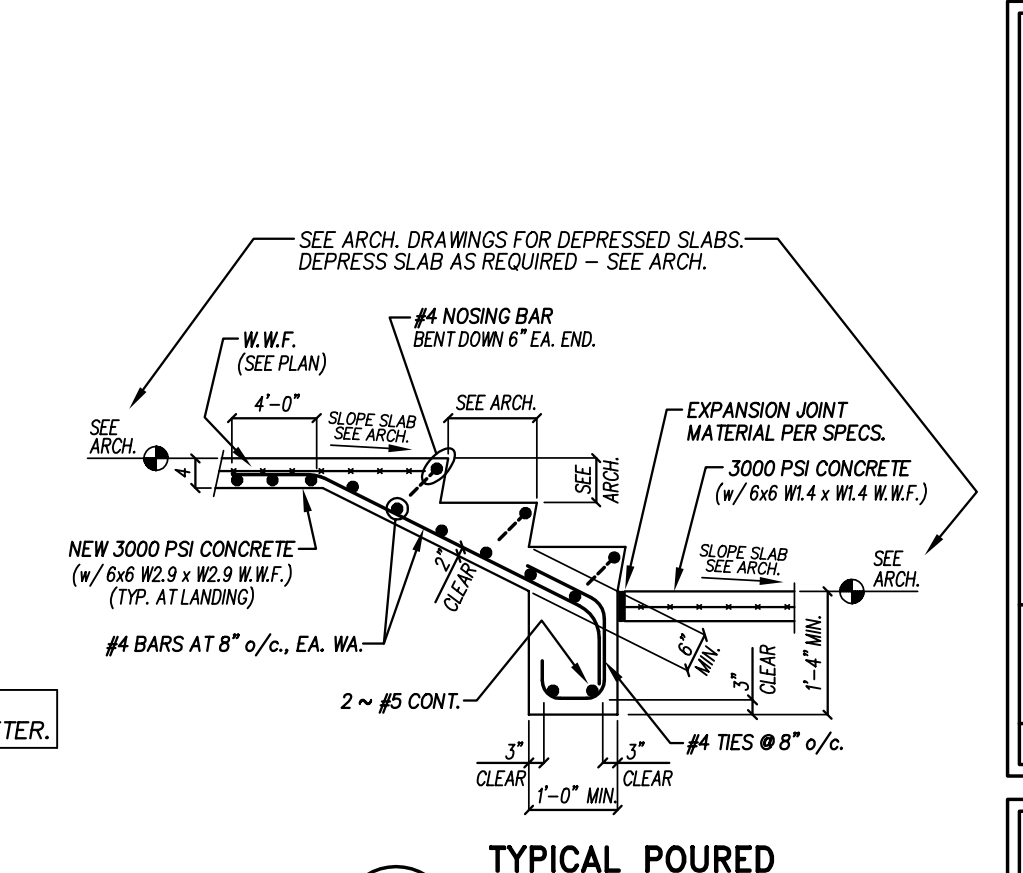 SEE ARCH. DRAWINGS FOR DEPRESSED SLABS.
DEPRESS SLAB AS REQUIRED – SEE ARCH.
#4 NOSING BAR
BENT DOWN 6" EA. END.
W.W.F.
(SEE PLAN)
4'-0"
SLOPE SLAB
SEE ARCH.
SEE ARCH.
SEE
ARCH.
4
SEE
ARCH.
EXPANSION JOINT
MATERIAL PER SPECS.
3000 PSI CONCRETE
(w/ 6x6 W1.4 x W1.4 W.W.F.)
SLOPE SLAB
SEE ARCH.
SEE
ARCH.
NEW 3000 PSI CONCRETE
(w/ 6x6 W2.9 x W2.9 W.W.F.)
(TYP. AT LANDING)
2"
CLEAR
#4 BARS AT 8" o/c., EA. WA.
6"
MIN.
3"
CLEAR
1'-4" MIN.
2 ~ #5 CONT.
#4 TIES @ 8" o/c.
3"
CLEAR
3"
CLEAR
1'-0" MIN.
TER.
TYPICAL POURED